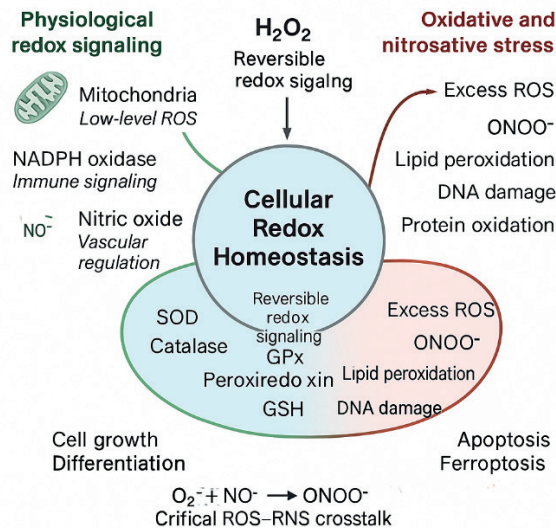 Physiological
redox signaling
Mitochondria
Low-level ROS
NADPH oxidase
Immune signaling
NO⁻
Nitric oxide
Vascular
regulation
H₂O₂
Reversible
redox sigalng
Oxidative and
nitrosative stress
Excess ROS
ONOO⁻
Lipid peroxidation
DNA damage
Protein oxidation
Cellular
Redox
Homeostasis
Reversible
redox
signaling
SOD
Catalase
GPx
Peroxiredo xin
GSH
Excess ROS
ONOO⁻
Lipid peroxidation
DNA damage
Cell growth
Differentiation
Apoptosis
Ferroptosis
O₂⁻ + NO⁻ → ONOO⁻
Crifical ROS–RNS crosstalk